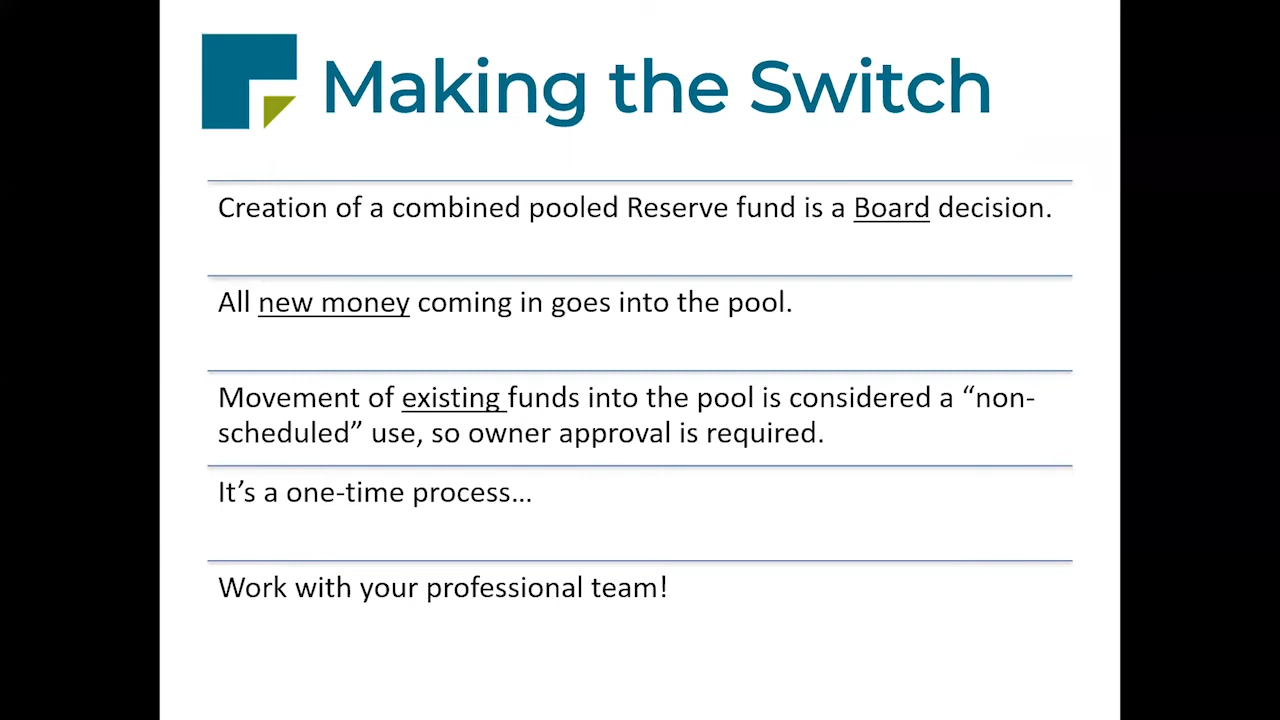 Making the Switch
Creation of a combined pooled Reserve fund is a Board decision.
All new money coming in goes into the pool.
Movement of existing funds into the pool is considered a “non-
scheduled” use, so owner approval is required.
It’s a one-time process…
Work with your professional team!